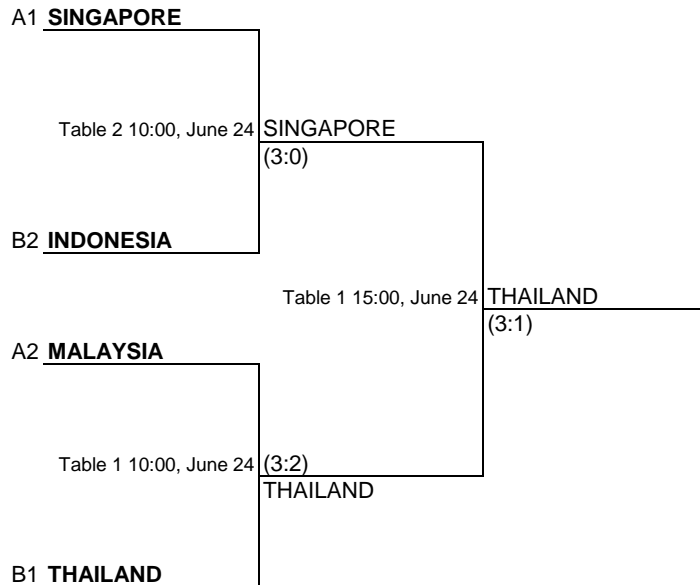 A1 SINGAPORE
Table 2 10:00, June 24 SINGAPORE
(3:0)
B2 INDONESIA
Table 1 15:00, June 24 THAILAND
(3:1)
A2 MALAYSIA
Table 1 10:00, June 24 (3:2)
THAILAND
B1 THAILAND